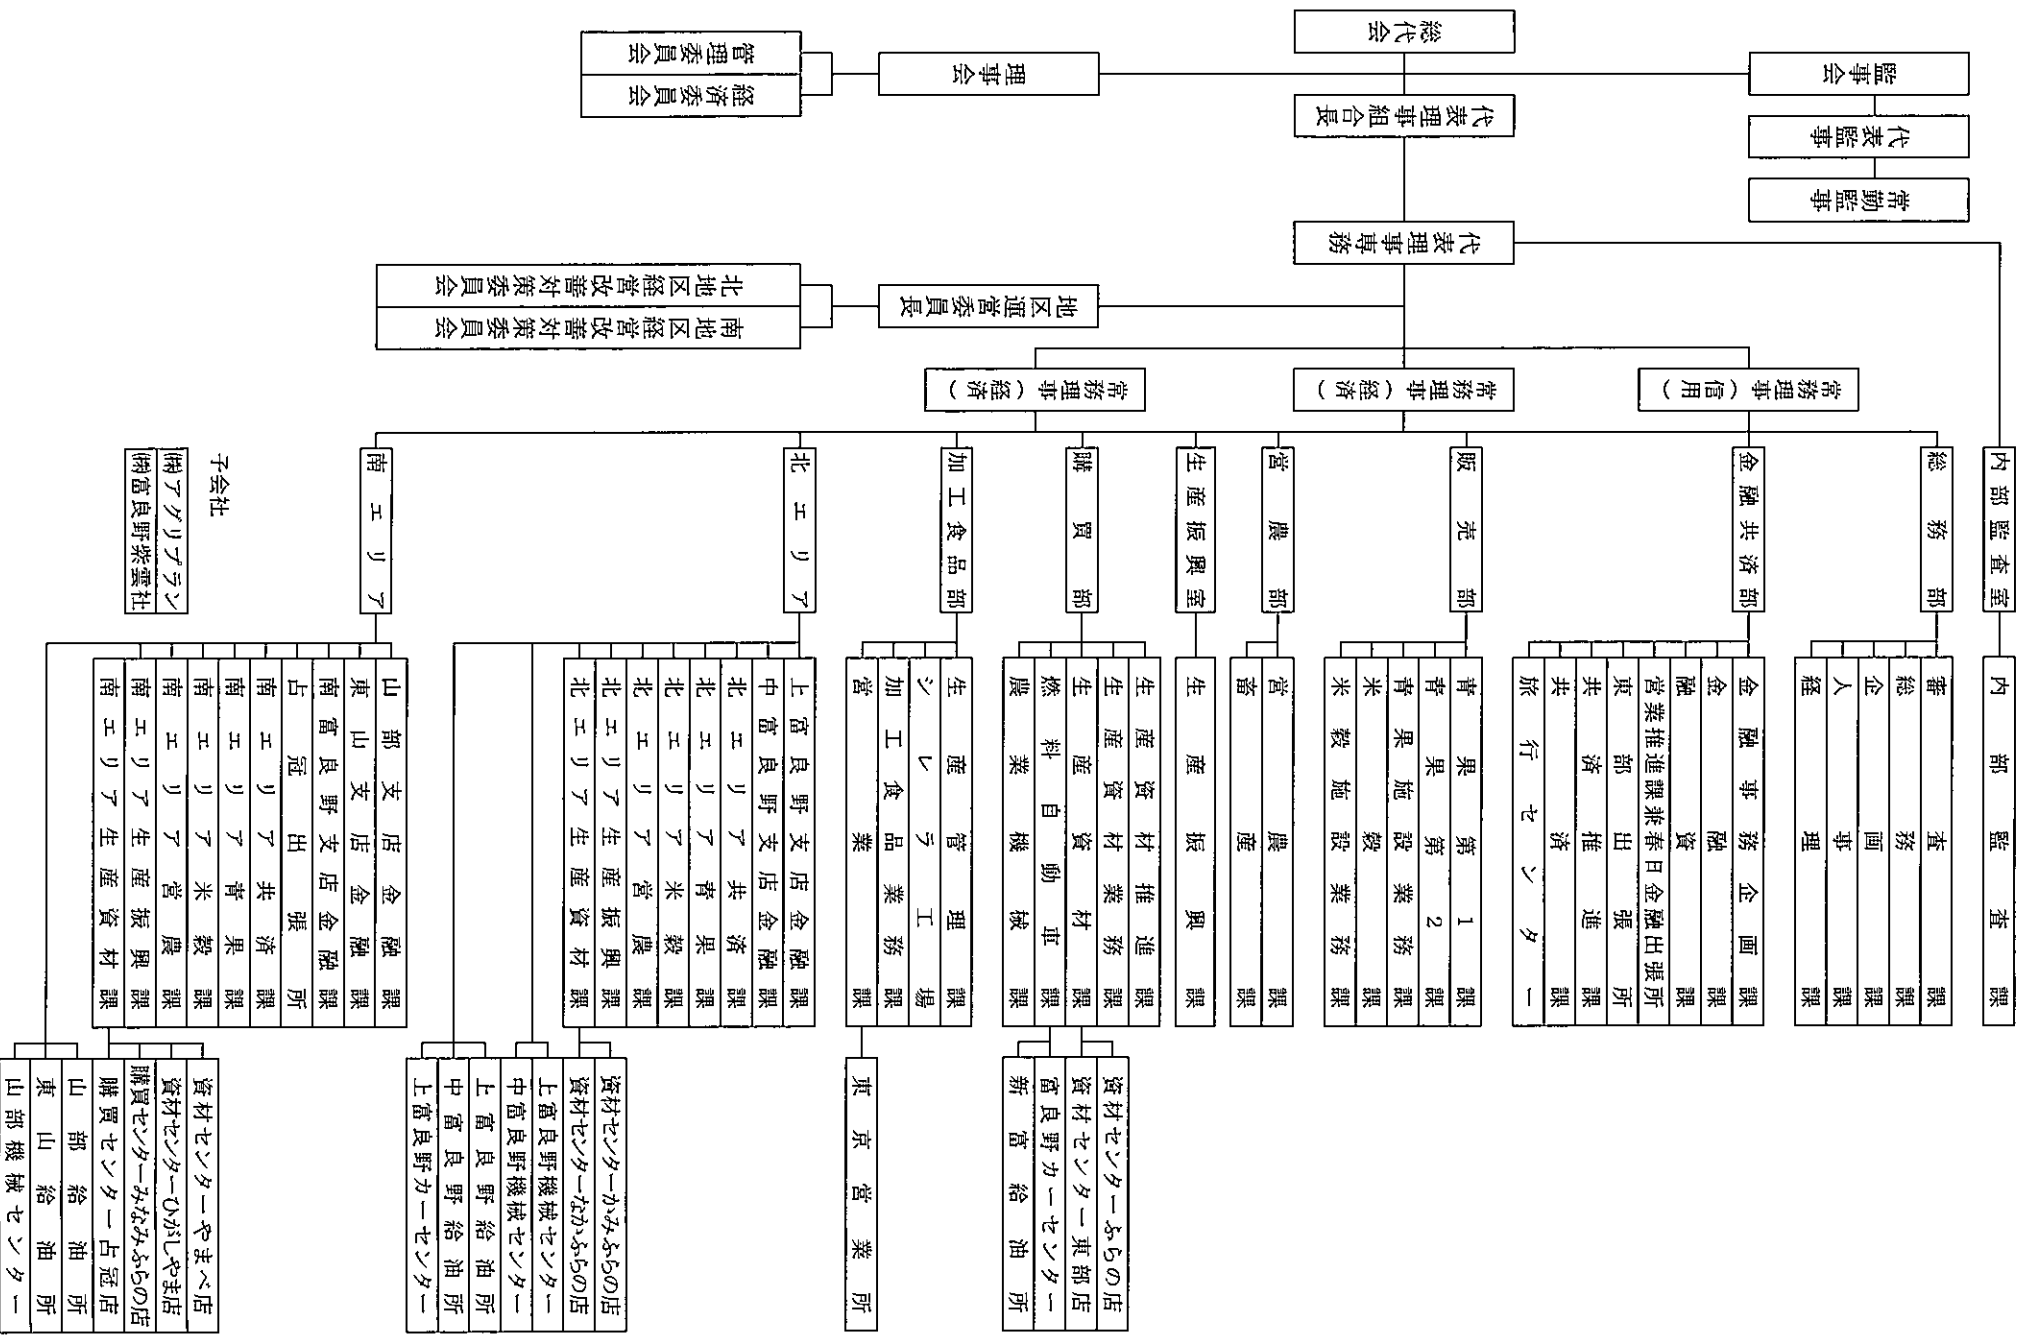 総代会
監事会
代表監事
常勤監事
理事会
管理委員会
経済委員会
代表理事組合長
代表理事専務
地区運営委員長
北地区経営改善対策委員会
南地区経営改善対策委員会
常務理事（信用）
常務理事（経済）
常務理事（経済）
内部監査室
内部監査課
総務部
審査課
総務課
企画課
人事課
経理課
金融共済部
金融事務企画課
金融課
融資課
営業推進課兼春日金融出張所
東部出張所
共済推進課
共済課
旅行センター
販売部
青果第1課
青果第2課
青果施設業務課
米穀課
米穀施設業務課
営農部
営農課
畜産課
生産振興室
生産振興課
購買部
生産資材推進課
生産資材業務課
生産資材課
燃料自動車課
農業機械課
資材センターふらの店
資材センター東部店
富良野カーセンター
新富給油所
加工食品部
生産管理課
シレラ工場
加工食品業務課
営業課
東京営業所
北エリア
上富良野支店金融課
中富良野支店金融課
北エリア共済課
北エリア青果課
北エリア米穀課
北エリア営農課
北エリア生産振興課
北エリア生産資材課
資材センターかみふらの店
資材センターなかふらの店
上富良野機械センター
中富良野機械センター
上富良野給油所
中富良野給油所
上富良野カーセンター
南エリア
山部支店金融課
東山支店金融課
南富良野支店金融課
占冠出張所
南エリア共済課
南エリア青果課
南エリア米穀課
南エリア営農課
南エリア生産振興課
南エリア生産資材課
資材センターやまべ店
資材センターひがしやま店
購買センターみなみふらの店
購買センター占冠店
山部給油所
東山給油所
山部機械センター
子会社
㈱アグリプラン
㈱富良野紫雲社